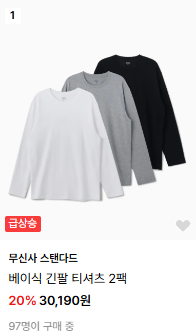 1
급상승
무신사 스탠다드
베이식 긴팔 티셔츠 2팩
20% 30,190원
97명이 구매 중